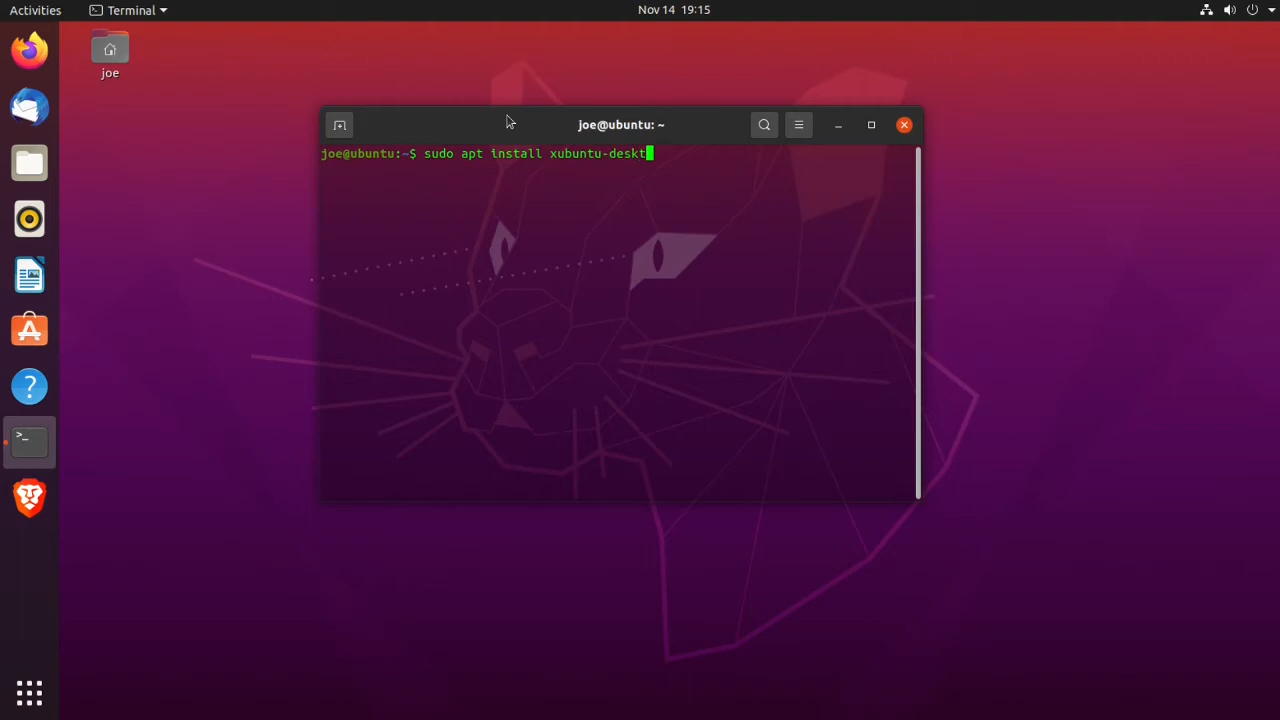 Activities
Terminal
Nov 14 19:15
joe
joe@ubuntu: ~
joe@ubuntu:~$ sudo apt install xubuntu-deskt